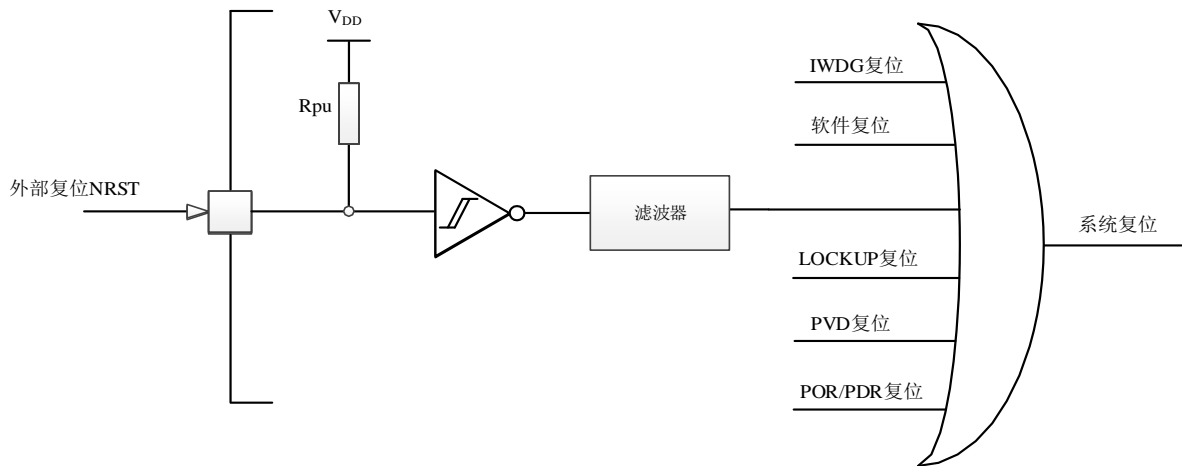 V_DD
Rpu
外部复位NRST
滤波器
IWDG复位
软件复位
LOCKUP复位
PVD复位
POR/PDR复位
系统复位